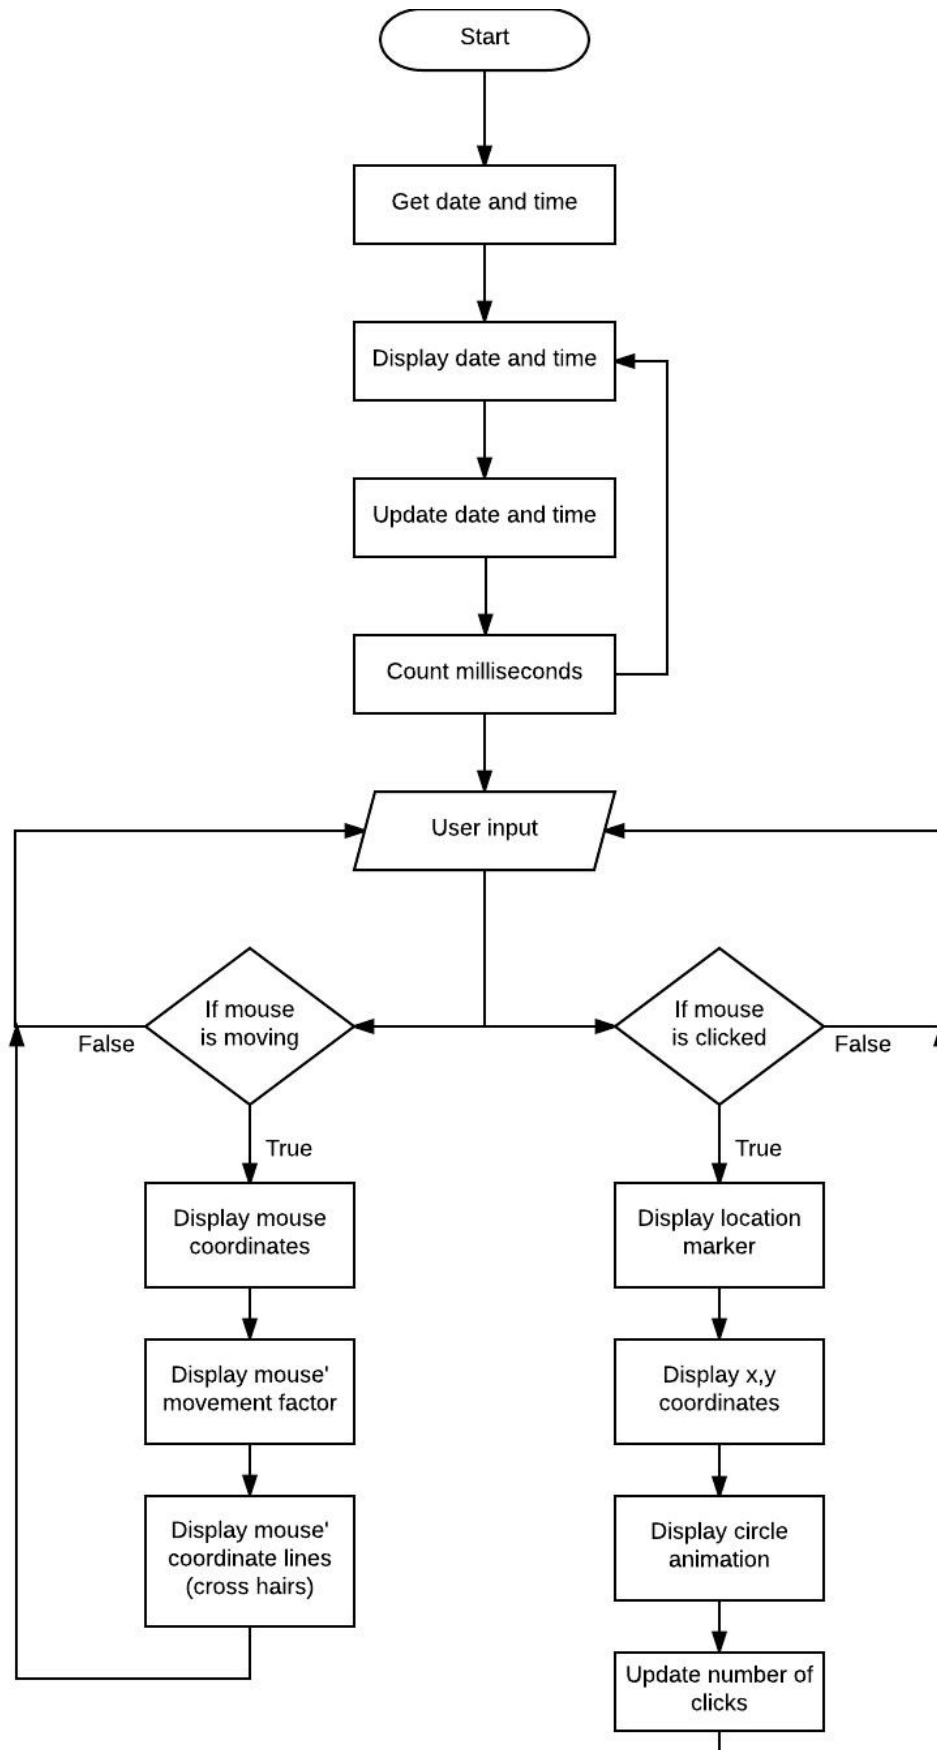 Start
Get date and time
Display date and time
Update date and time
Count milliseconds
User input
If mouse
is moving
False
True
If mouse
is clicked
False
True
Display mouse
coordinates
Display mouse'
movement factor
Display mouse'
coordinate lines
(cross hairs)
Display location
marker
Display x,y
coordinates
Display circle
animation
Update number of
clicks